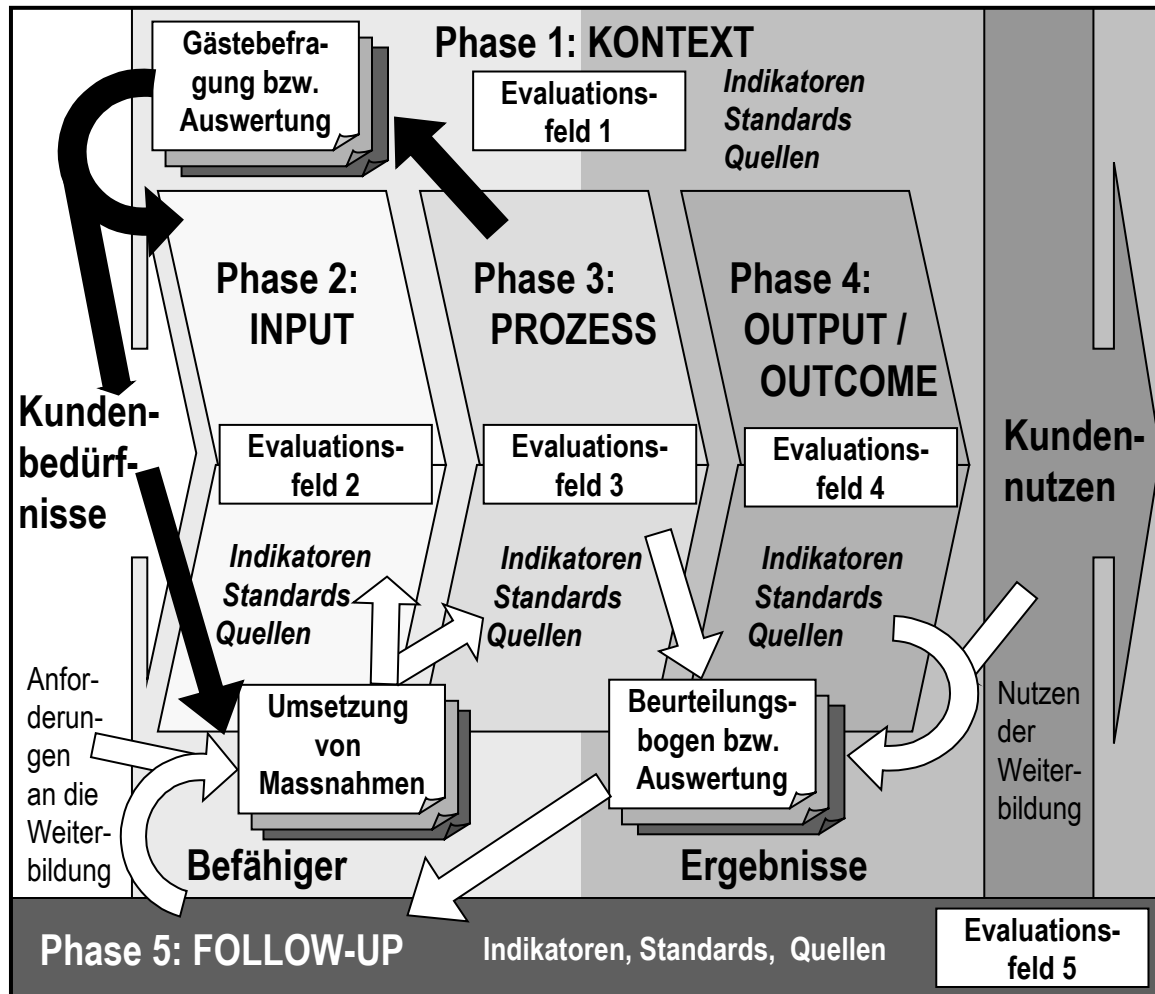 Gästebefra-
gung bzw.
Auswertung
Phase 1: KONTEXT
Evaluations-
feld 1
Indikatoren
Standards
Quellen
Phase 2:
INPUT
Phase 3:
PROZESS
Phase 4:
OUTPUT /
OUTCOME
Kunden-
bedürf-
nisse
Evaluations-
feld 2
Evaluations-
feld 3
Evaluations-
feld 4
Kunden-
nutzen
Indikatoren
Standards
Quellen
Indikatoren
Standards
Quellen
Indikatoren
Standards
Quellen
Anfor-
derun-
gen
an die
Weiter-
bildung
Umsetzung
von
Massnahmen
Beurteilungs-
bogen bzw.
Auswertung
Nutzen
der
Weiter-
bildung
Befähiger
Ergebnisse
Phase 5: FOLLOW-UP
Indikatoren, Standards, Quellen
Evaluations-
feld 5